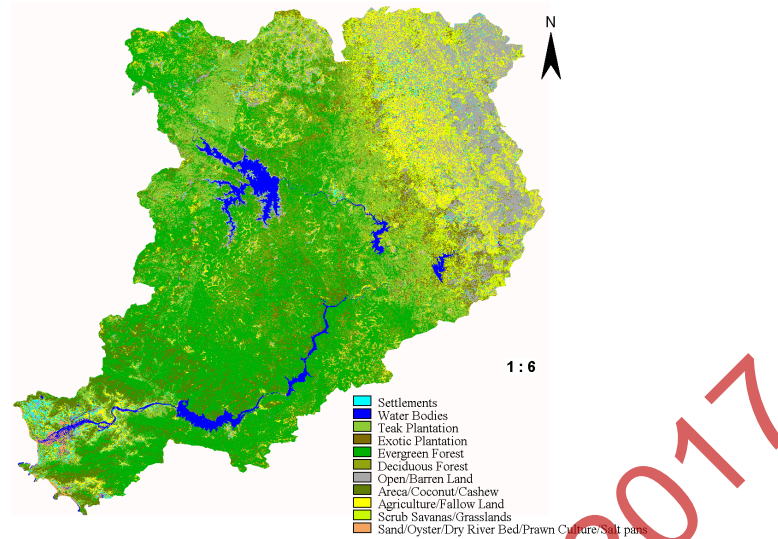 N
1 : 6
Settlements
Water Bodies
Teak Plantation
Exotic Plantation
Evergreen Forest
Deciduous Forest
Open/Barren Land
Areca/Coconut/Cashew
Agriculture/Fallow Land
Scrub Savanas/Grasslands
Sand/Oyster/Dry River Bed/Prawn Culture/Salt pans
2017